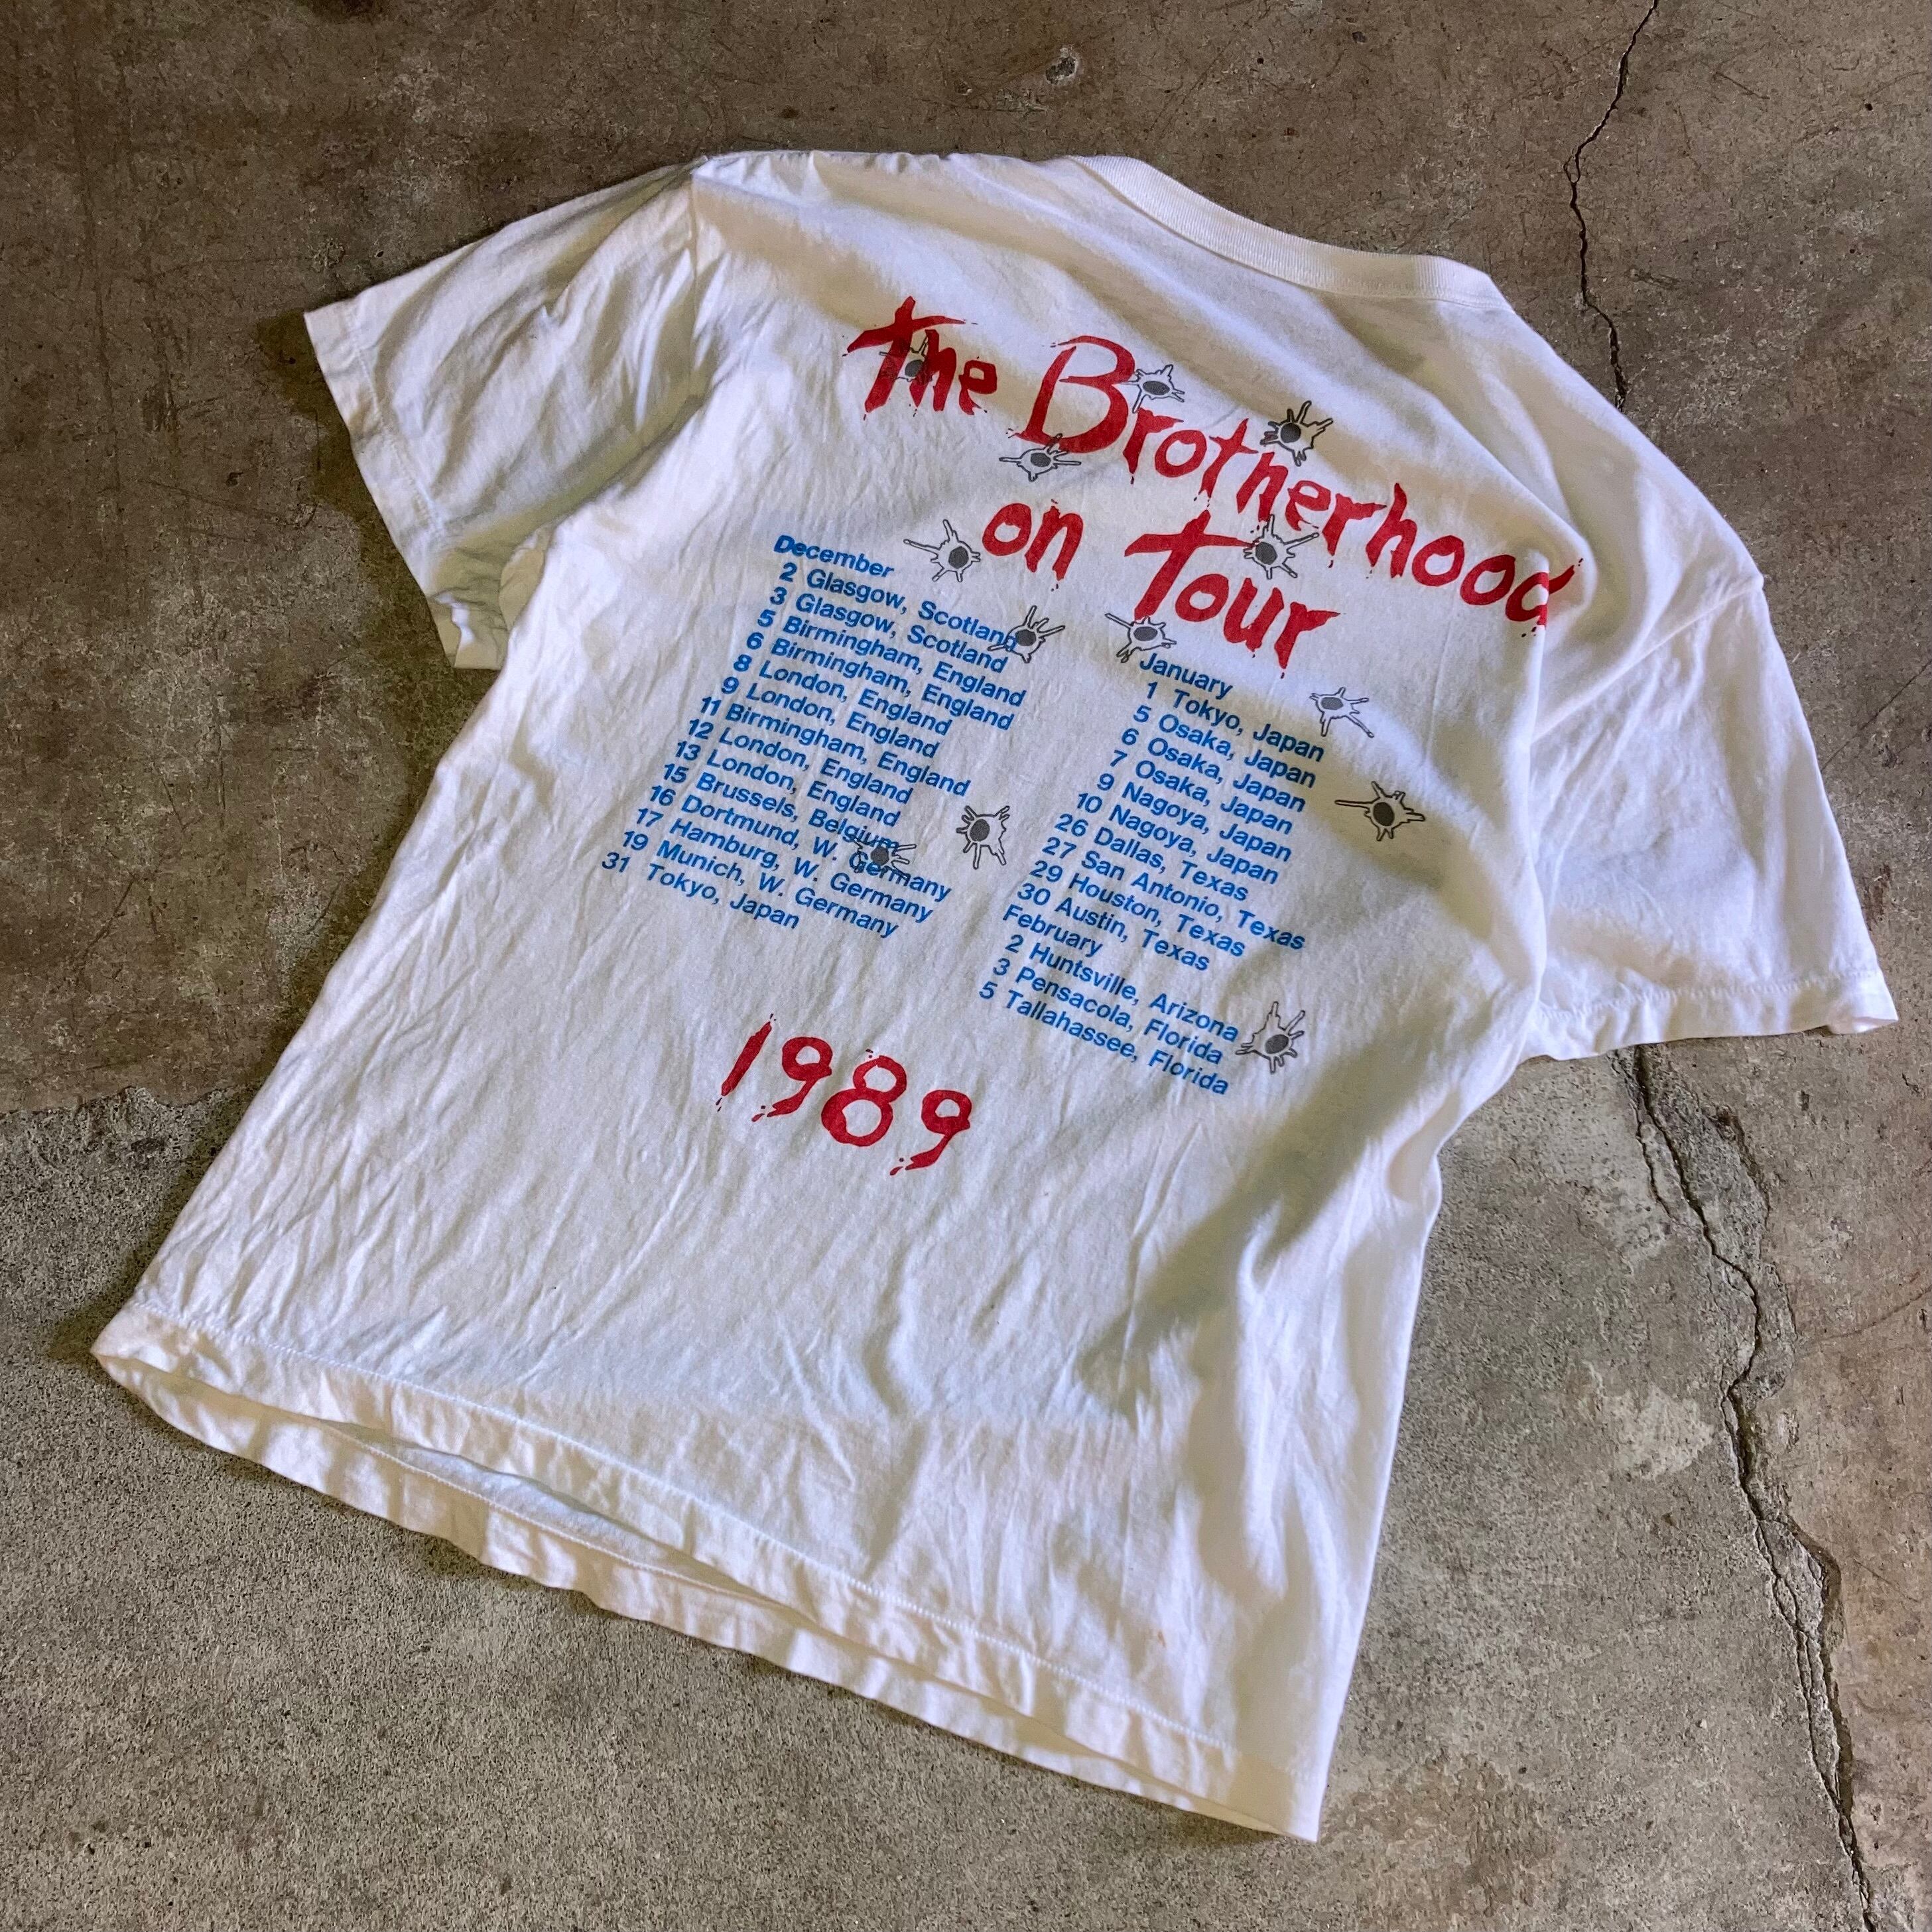 The Brotherhood
on Tour
December
2 Glasgow, Scotland
3 Glasgow, Scotland
5 Birmingham, England
6 Birmingham, England
8 London, England
9 London, England
11 Birmingham, England
12 London, England
13 London, England
15 Brussels, Belgium
16 Dortmund, W. Germany
17 Hamburg, W. Germany
19 Munich, W. Germany
31 Tokyo, Japan
January
1 Tokyo, Japan
5 Osaka, Japan
6 Osaka, Japan
7 Osaka, Japan
9 Nagoya, Japan
10 Nagoya, Japan
26 Dallas, Texas
27 San Antonio, Texas
29 Houston, Texas
30 Austin, Texas
February
2 Huntsville, Arizona
3 Pensacola, Florida
5 Tallahassee, Florida
1989